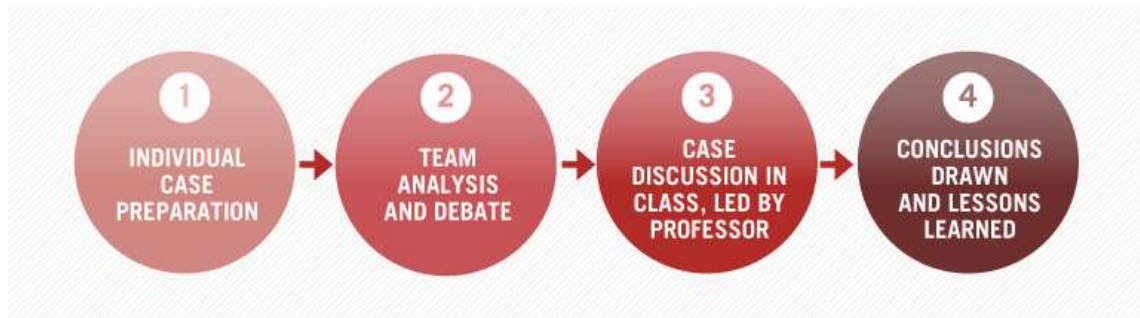 1
INDIVIDUAL
CASE
PREPARATION
2
TEAM
ANALYSIS
AND DEBATE
3
CASE
DISCUSSION IN
CLASS, LED BY
PROFESSOR
4
CONCLUSIONS
DRAWN
AND LESSONS
LEARNED